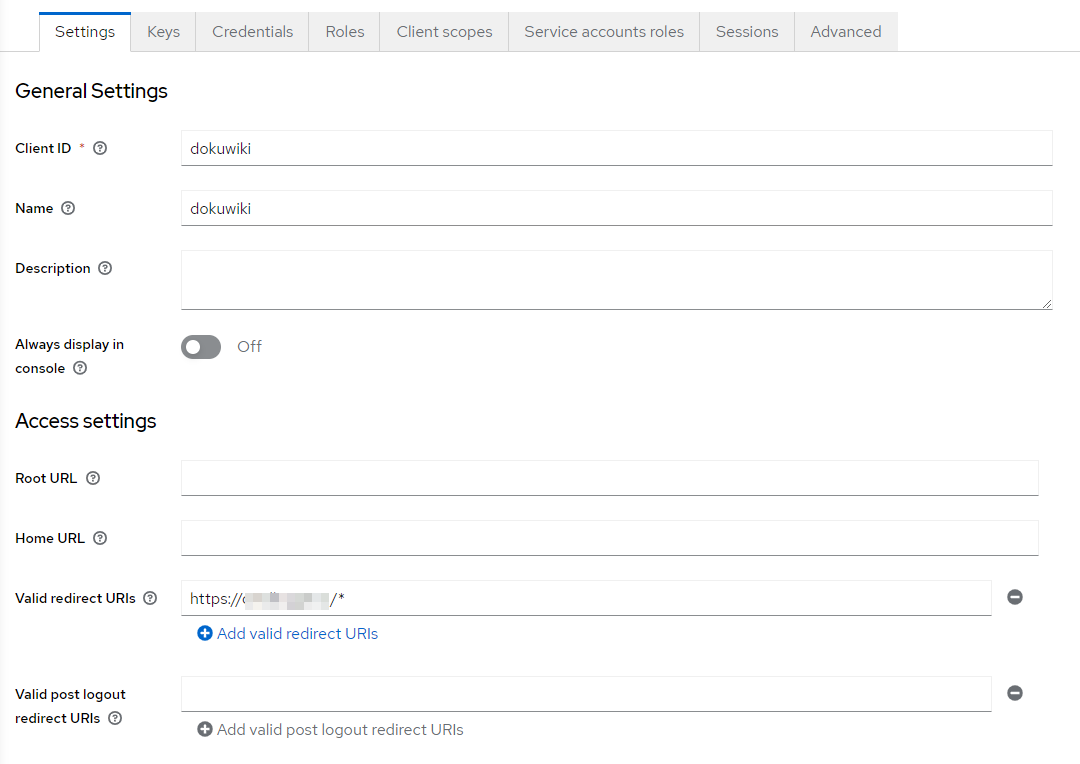 Settings Keys Credentials Roles Client scopes Service accounts roles Sessions Advanced
General Settings
Client ID * dokuwiki
Name dokuwiki
Description
Always display in
console
Off
Access settings
Root URL
Home URL
Valid redirect URIs https:// /*
Add valid redirect URIs
Valid post logout
redirect URIs
Add valid post logout redirect URIs